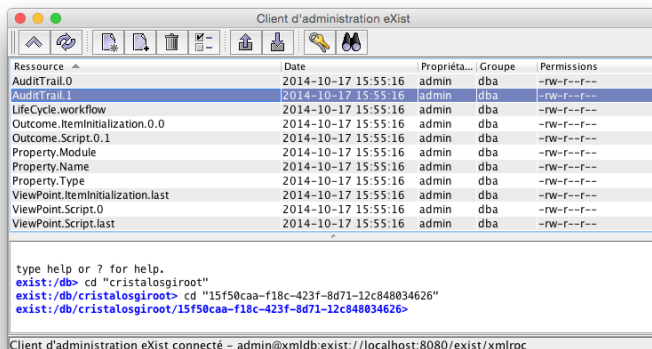 Client d'administration eXist
Ressource Date Propriéta... Groupe Permissions
AuditTrail.0 2014-10-17 15:55:16 admin dba -rw-r--r--
AuditTrail.1 2014-10-17 15:55:16 admin dba -rw-r--r--
LifeCycle.workflow 2014-10-17 15:55:16 admin dba -rw-r--r--
Outcome.ItemInitialization.0.0 2014-10-17 15:55:16 admin dba -rw-r--r--
Outcome.Script.0.1 2014-10-17 15:55:16 admin dba -rw-r--r--
Property.Module 2014-10-17 15:55:16 admin dba -rw-r--r--
Property.Name 2014-10-17 15:55:16 admin dba -rw-r--r--
Property.Type 2014-10-17 15:55:16 admin dba -rw-r--r--
ViewPoint.ItemInitialization.last 2014-10-17 15:55:16 admin dba -rw-r--r--
ViewPoint.Script.0 2014-10-17 15:55:16 admin dba -rw-r--r--
ViewPoint.Script.last 2014-10-17 15:55:16 admin dba -rw-r--r--
type help or ? for help.
exist:/db> cd "cristalosgiroot"
exist:/db/cristalosgiroot> cd "15f50caa-f18c-423f-8d71-12c848034626"
exist:/db/cristalosgiroot/15f50caa-f18c-423f-8d71-12c848034626>
Client d'administration eXist connecté - admin@xmldb:exist://localhost:8080/exist/xmlrpc